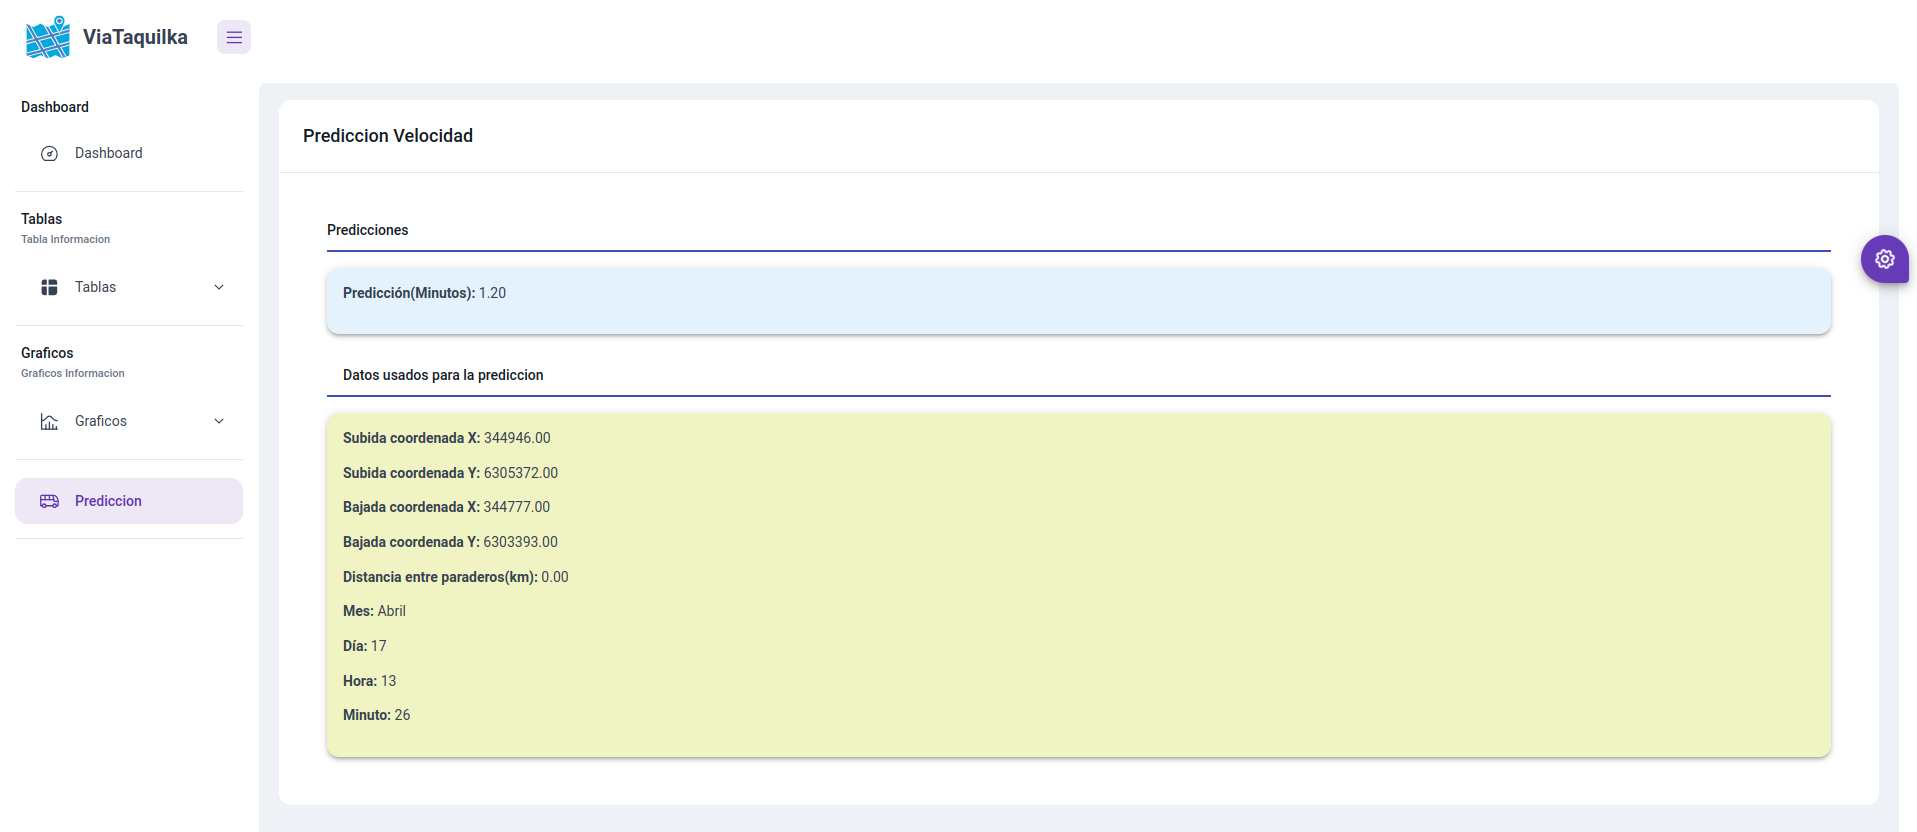 ViaTaquilka
Dashboard
Dashboard
Tablas
Tabla Informacion
Tablas
Graficos
Graficos Informacion
Graficos
Prediccion
Prediccion Velocidad
Predicciones
Predicción(Minutos): 1.20
Datos usados para la prediccion
Subida coordenada X: 344946.00
Subida coordenada Y: 6305372.00
Bajada coordenada X: 344777.00
Bajada coordenada Y: 6303393.00
Distancia entre paraderos(km): 0.00
Mes: Abril
Día: 17
Hora: 13
Minuto: 26